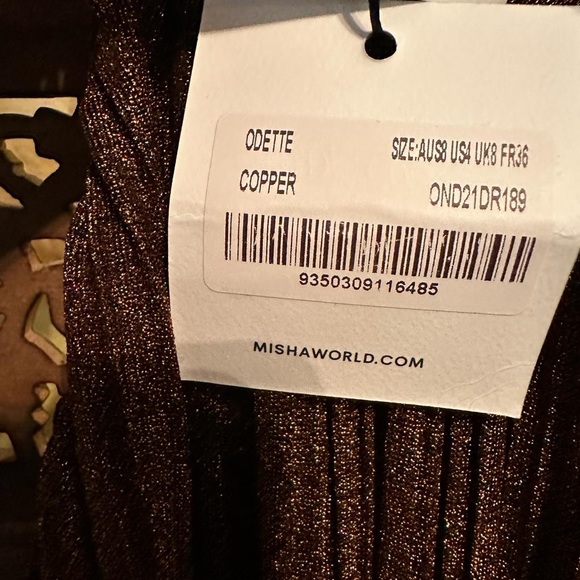 ODETTE SIZE:AUS8 US4 UK8 FR36
COPPER OND21DR189
9350309116485
MISHAWORLD.COM